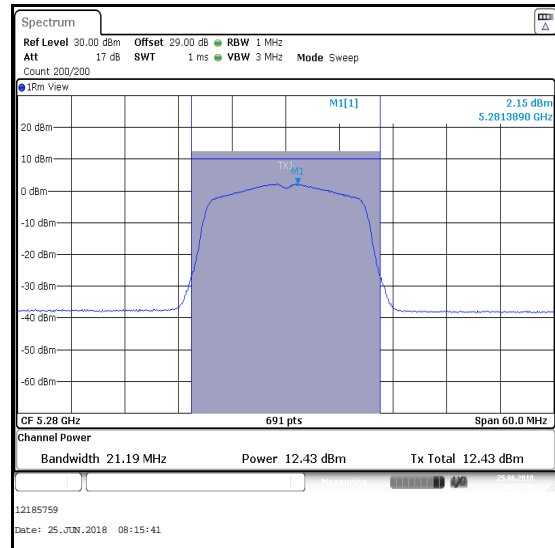 Spectrum
Ref Level 30.00 dBm Offset 29.00 dB RBW 1 MHz
Att 17 dB SWT 1 ms VBW 3 MHz Mode Sweep
Count 200/200
1Rm View
M1[1] 2.15 dBm
5.2813890 GHz
20 dBm
10 dBm
TX1
M1
0 dBm
-10 dBm
-20 dBm
-30 dBm
-40 dBm
-50 dBm
-60 dBm
CF 5.28 GHz 691 pts Span 60.0 MHz
Channel Power
Bandwidth 21.19 MHz Power 12.43 dBm Tx Total 12.43 dBm
Measuring... 25.06.2018
12185759
Date: 25.JUN.2018 08:15:41